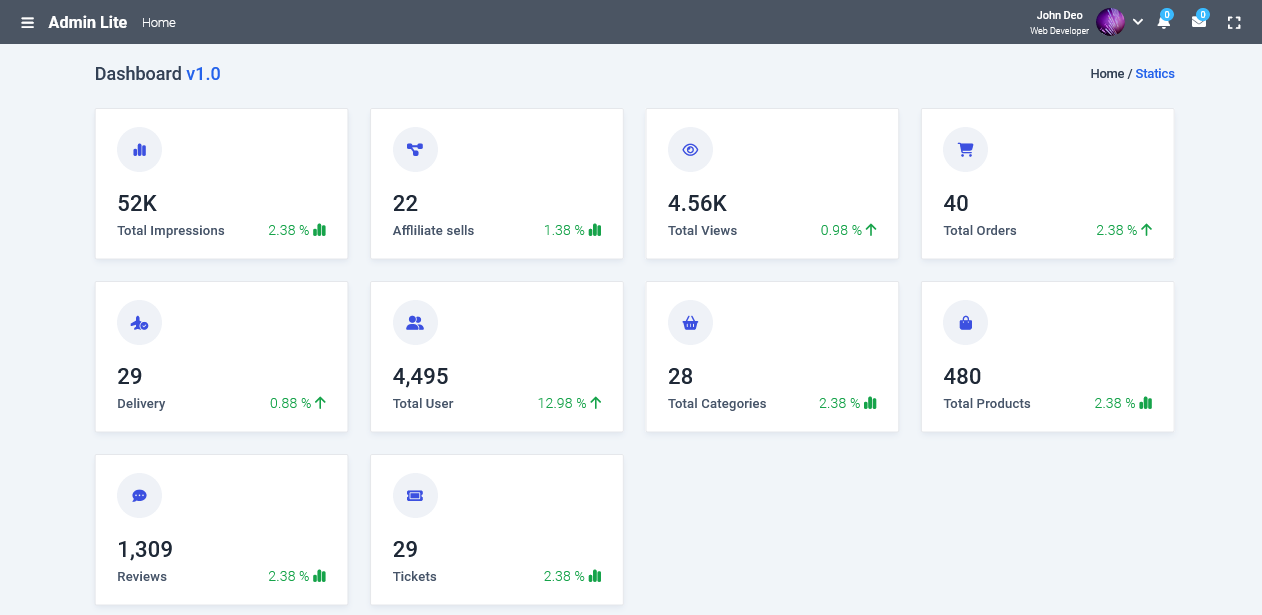 Admin Lite Home
John Deo
Web Developer
0
0
Dashboard v1.0
Home / Statics
52K
Total Impressions 2.38 %
22
Affliliate sells 1.38 %
4.56K
Total Views 0.98 %
40
Total Orders 2.38 %
29
Delivery 0.88 %
4,495
Total User 12.98 %
28
Total Categories 2.38 %
480
Total Products 2.38 %
1,309
Reviews 2.38 %
29
Tickets 2.38 %